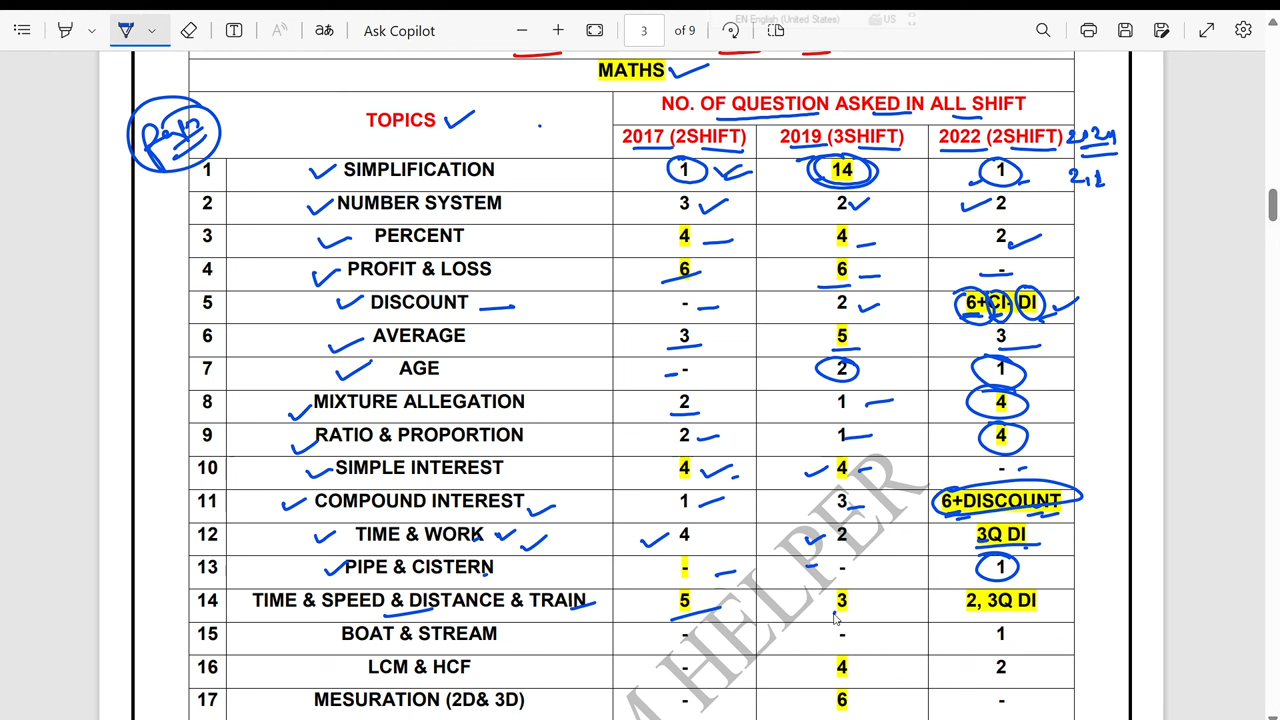 EN English (United States)
US
Ask Copilot
3
of 9
MATHS
TOPICS
NO. OF QUESTION ASKED IN ALL SHIFT
2017 (2SHIFT) 2019 (3SHIFT) 2022 (2SHIFT) 2024
1 SIMPLIFICATION 1 14 1
2 NUMBER SYSTEM 3 2 2
3 PERCENT 4 4 2
4 PROFIT & LOSS 6 6 -
5 DISCOUNT - 2 6+CI- DI
6 AVERAGE 3 5 3
7 AGE - 2 1
8 MIXTURE ALLEGATION 2 1 4
9 RATIO & PROPORTION 2 1 4
10 SIMPLE INTEREST 4 4 -
11 COMPOUND INTEREST 1 3 6+DISCOUNT
12 TIME & WORK 4 2 3Q DI
13 PIPE & CISTERN - - 1
14 TIME & SPEED & DISTANCE & TRAIN 5 3 2, 3Q DI
15 BOAT & STREAM - - 1
16 LCM & HCF - 4 2
17 MESURATION (2D& 3D) - 6 -
M HELPER